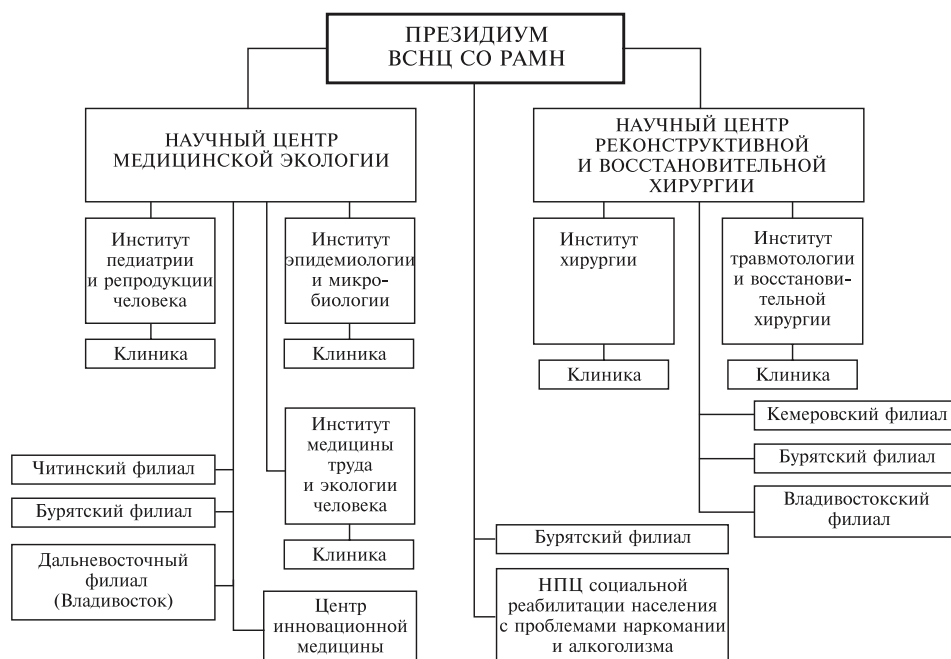 ПРЕЗИДИУМ
ВСНЦ СО РАМН
НАУЧНЫЙ ЦЕНТР
МЕДИЦИНСКОЙ ЭКОЛОГИИ
НАУЧНЫЙ ЦЕНТР
РЕКОНСТРУКТИВНОЙ
И ВОССТАНОВИТЕЛЬНОЙ
ХИРУРГИИ
Институт
педиатрии
и репродукции
человека
Клиника
Институт
эпидемиологии
и микро-
биологии
Клиника
Институт
хирургии
Клиника
Институт
травмотологии
и восстанови-
тельной
хирургии
Клиника
Институт
медицины
труда
и экологии
человека
Клиника
Читинский филиал
Бурятский филиал
Дальневосточный
филиал
(Владивосток)
Центр
инновационной
медицины
Кемеровский филиал
Бурятский филиал
Владивостокский
филиал
Бурятский филиал
НПЦ социальной
реабилитации населения
с проблемами наркомании
и алкоголизма